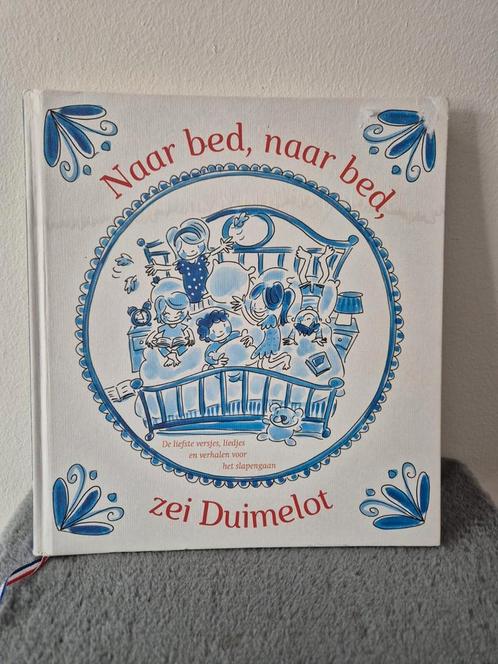 Naar bed, naar bed,
De liefste versjes, liedjes
en verhalen voor
het slapengaan
zei Duimelot